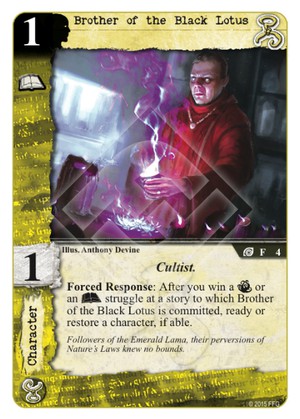 1
Brother of the Black Lotus
Illus. Anthony Devine
F 4
1
Cultist.
Forced Response: After you win a or
an struggle at a story to which Brother
of the Black Lotus is committed, ready or
restore a character, if able.
Followers of the Emerald Lama, their perversions of
Nature's Laws knew no bounds.
Character
© 2015 FFG